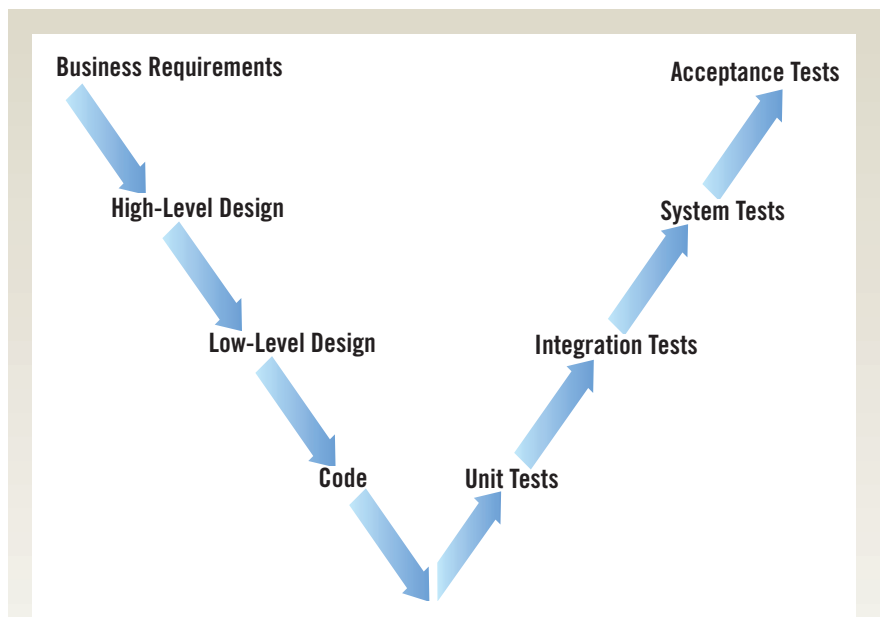 Business Requirements
Acceptance Tests
High-Level Design
System Tests
Low-Level Design
Integration Tests
Code
Unit Tests